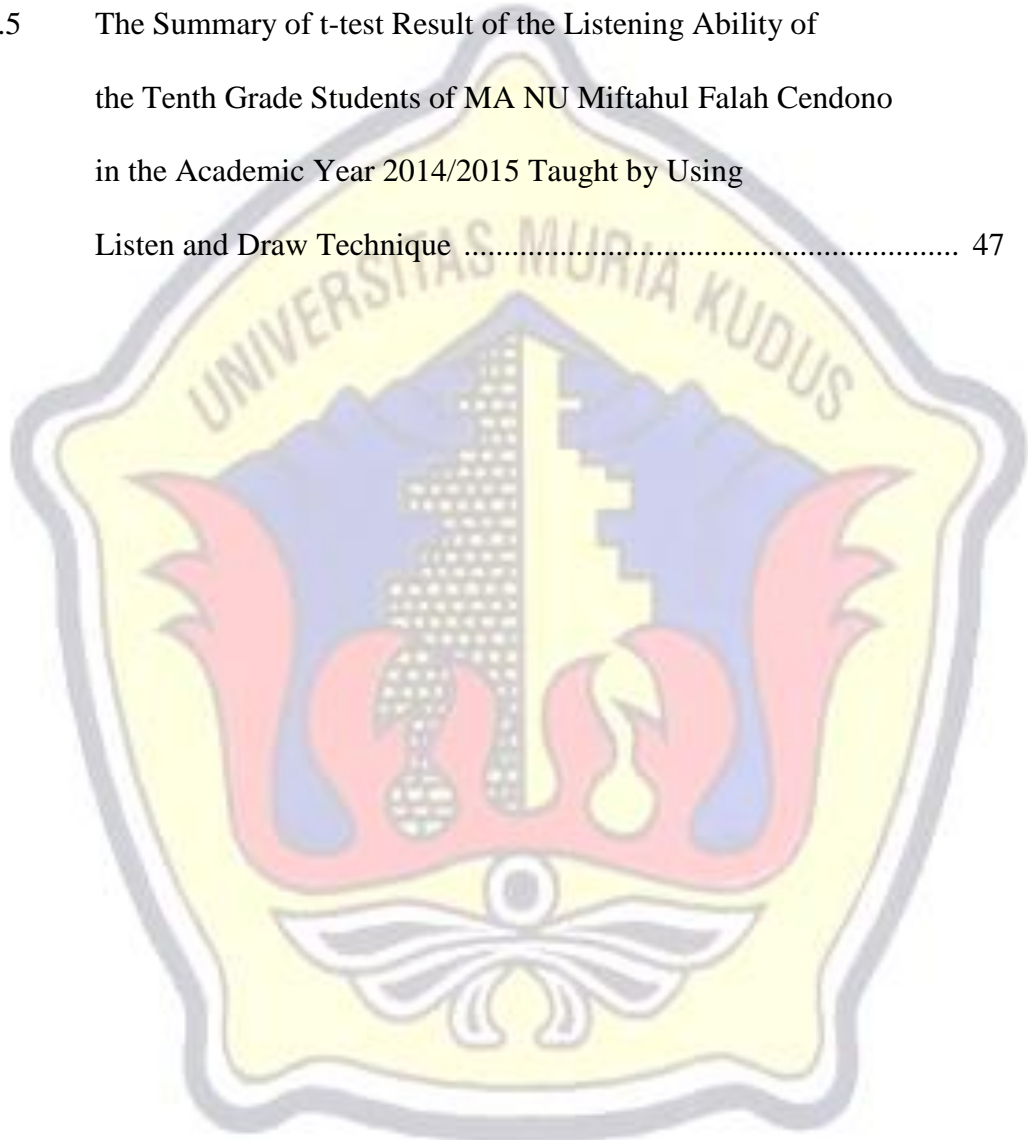 .5 The Summary of t-test Result of the Listening Ability of
the Tenth Grade Students of MA NU Miftahul Falah Cendono
in the Academic Year 2014/2015 Taught by Using
Listen and Draw Technique ............................................................ 47
UNIVERSITAS MURIA KUDUS